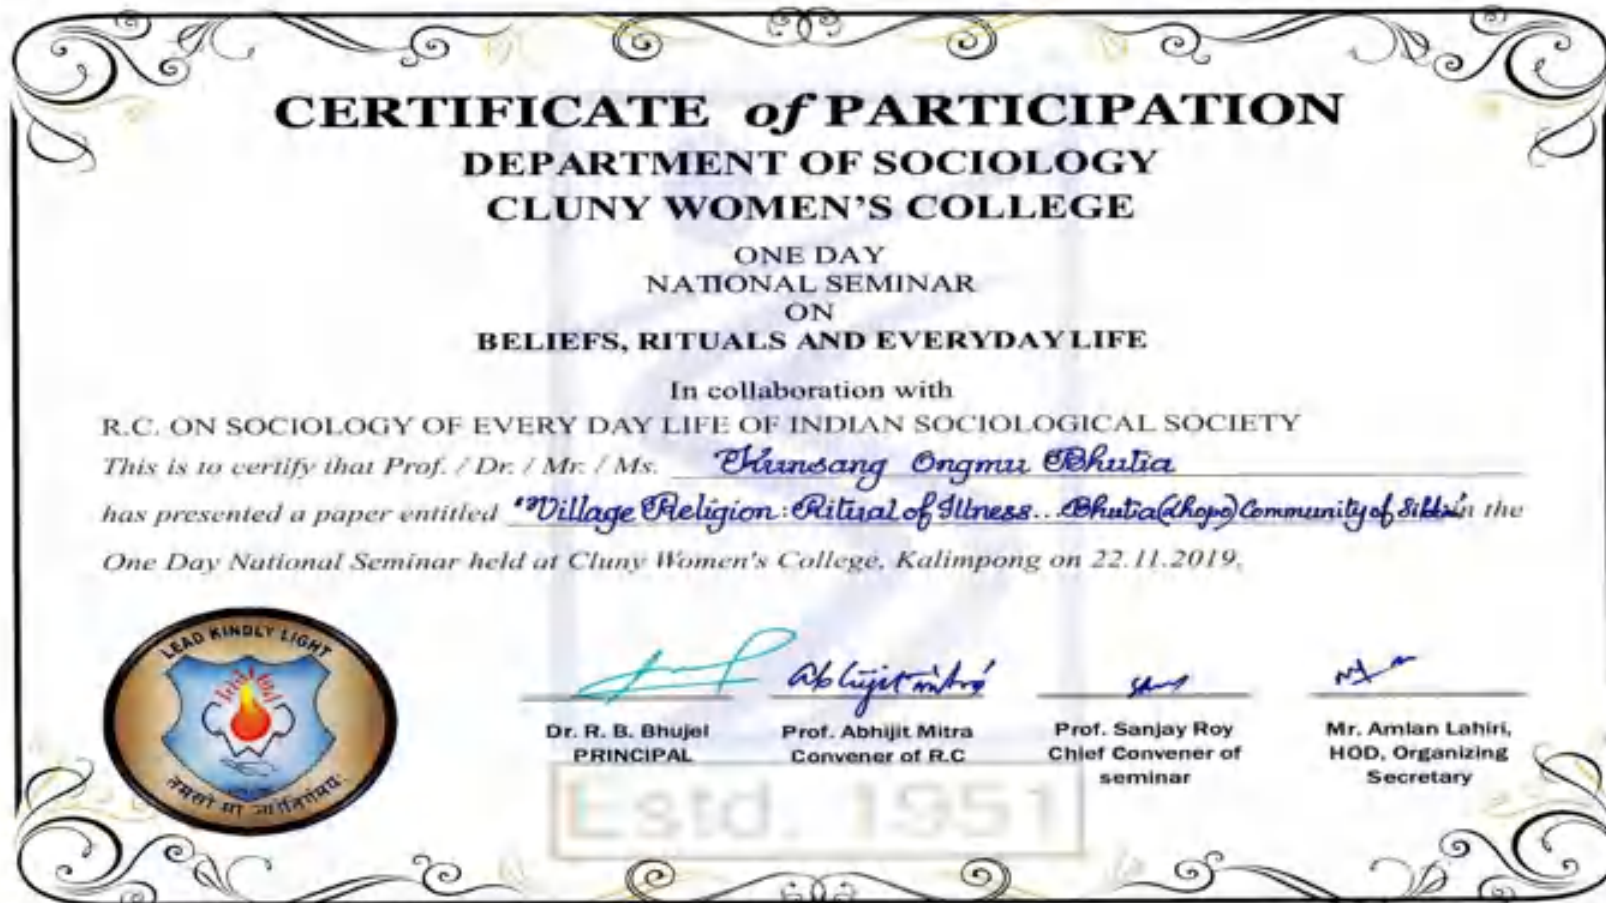 CERTIFICATE of PARTICIPATION
DEPARTMENT OF SOCIOLOGY
CLUNY WOMEN'S COLLEGE
ONE DAY
NATIONAL SEMINAR
ON
BELIEFS, RITUALS AND EVERYDAY LIFE
In collaboration with
R.C. ON SOCIOLOGY OF EVERY DAY LIFE OF INDIAN SOCIOLOGICAL SOCIETY
This is to certify that Prof. / Dr. / Mr. / Ms. Kunsang Ongmu Bhutia
has presented a paper entitled "Village Religion: Ritual of Illness... Bhutia (Lhopo) Community of in the
One Day National Seminar held at Cluny Women's College, Kalimpong on 22.11.2019.
LEAD KINDLY LIGHT
तमसो मा
Abhijit Mitra
Dr. R. B. Bhujel
PRINCIPAL
Prof. Abhijit Mitra
Convener of R.C
Prof. Sanjay Roy
Chief Convener of
seminar
Mr. Amlan Lahiri,
HOD, Organizing
Secretary
Estd. 1951